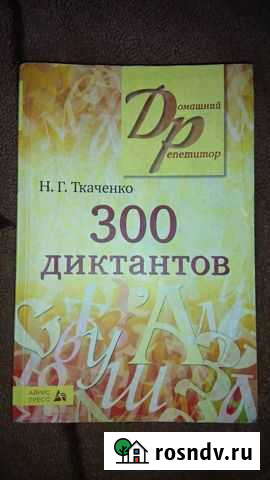 Домашний
Репетитор
Н. Г. Ткаченко
300
диктантов
АЙРИС
ПРЕСС
rosndv.ru